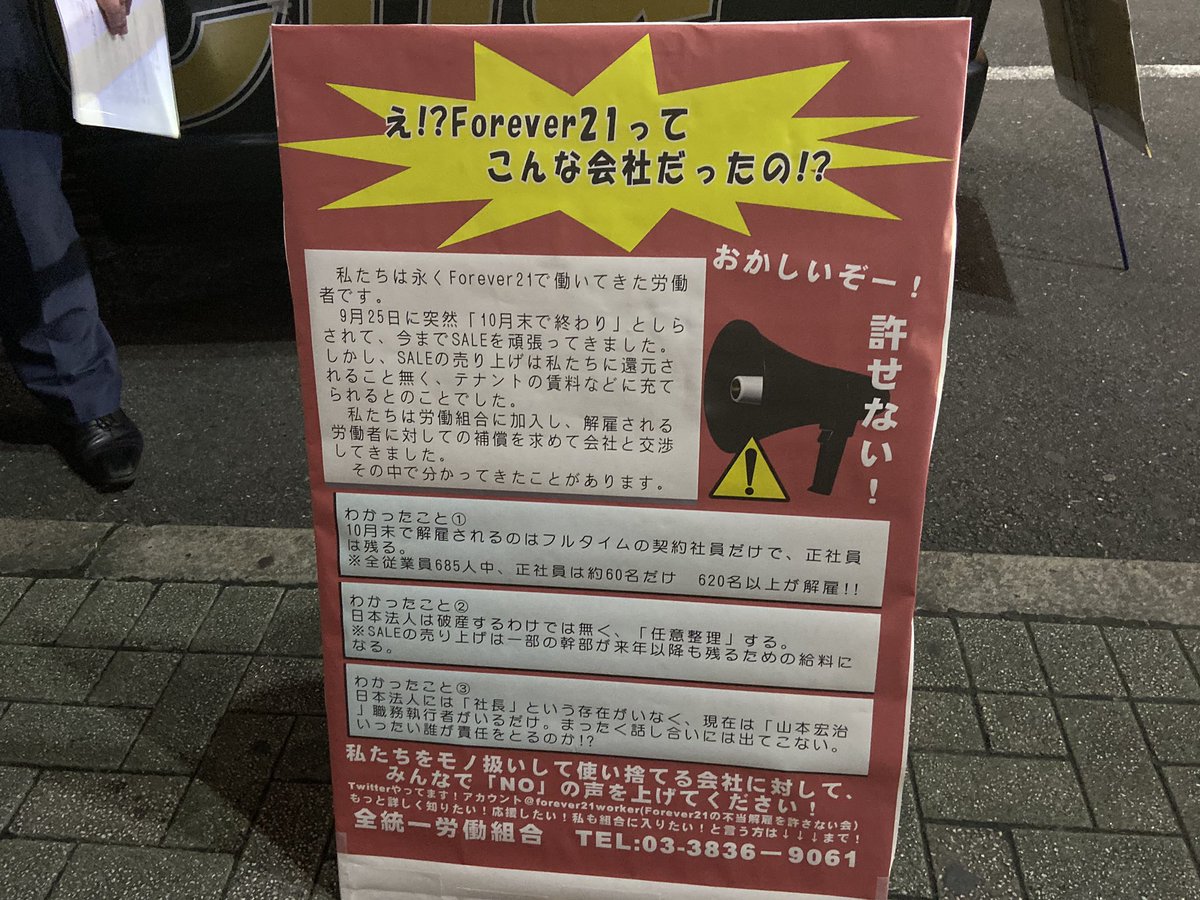 え!?Forever21って
こんな会社だったの!?
おかしいぞー！
許せない！
私たちは永くForever21で働いてきた労働
者です。
9月25日に突然「10月末で終わり」としら
されて、今までSALEを頑張ってきました。
しかし、SALEの売り上げは私たちに還元さ
れること無く、テナントの賃料などに充て
られるとのことでした。
私たちは労働組合に加入し、解雇される
労働者に対しての補償を求めて会社と交渉
してきました。
その中で分かってきたことがあります。
わかったこと①
10月末で解雇されるのはフルタイムの契約社員だけで、正社員
は残る。
※全従業員685人中、正社員は約60名だけ 620名以上が解雇!!
わかったこと②
日本法人は破産するわけでは無く、「任意整理」する。
※SALEの売り上げは一部の幹部が来年以降も残るための給料に
なる。
わかったこと③
日本法人には「社長」という存在がいなく、現在は「山本宏治
」職務執行者がいるだけ。まったく話し合いには出てこない。
いったい誰が責任をとるのか!?
私たちをモノ扱いして使い捨てる会社に対して、
みんなで「NO」の声を上げてください！
Twitterやってます！アカウント@forever21worker(Forever21の不当解雇を許さない会)
もっと詳しく知りたい！応援したい！私も組合に入りたい！と言う方は↓↓↓まで！
全統一労働組合 TEL:03-3836-9061